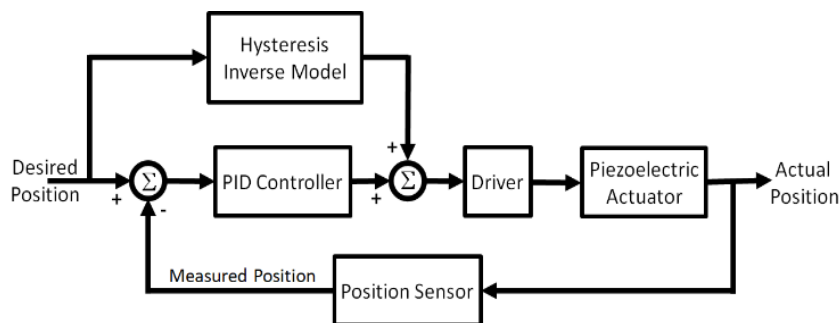 Hysteresis
Inverse Model
+
Desired
Position
+
Σ
-
PID Controller
+
Σ
Driver
Piezoelectric
Actuator
Actual
Position
Measured Position
Position Sensor